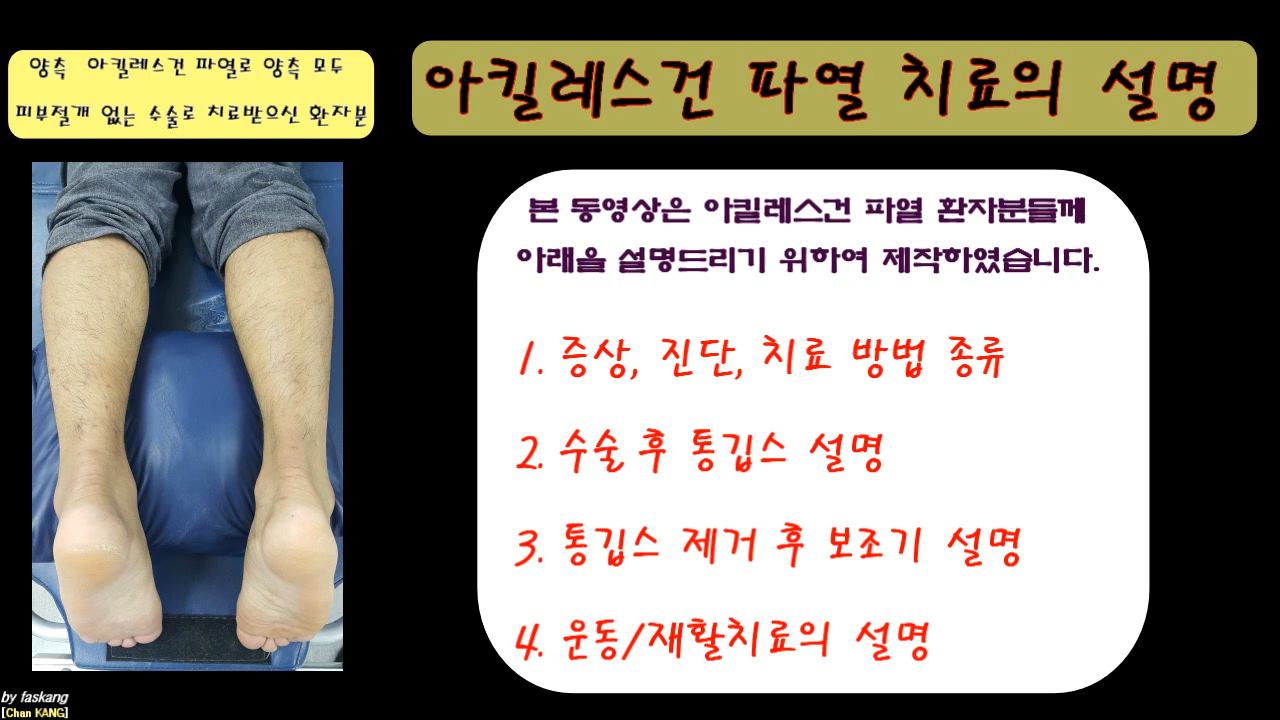 양측 아킬레스건 파열로 양측 모두
피부절개 없는 수술로 치료받으신 환자분
아킬레스건 파열 치료의 설명
본 동영상은 아킬레스건 파열 환자분들께
아래을 설명드리기 위하여 제작하였습니다.
1. 증상, 진단, 치료 방법 종류
2. 수술 후 통깁스 설명
3. 통깁스 제거 후 보조기 설명
4. 운동/재활치료의 설명
by faskang
[Chan KANG]